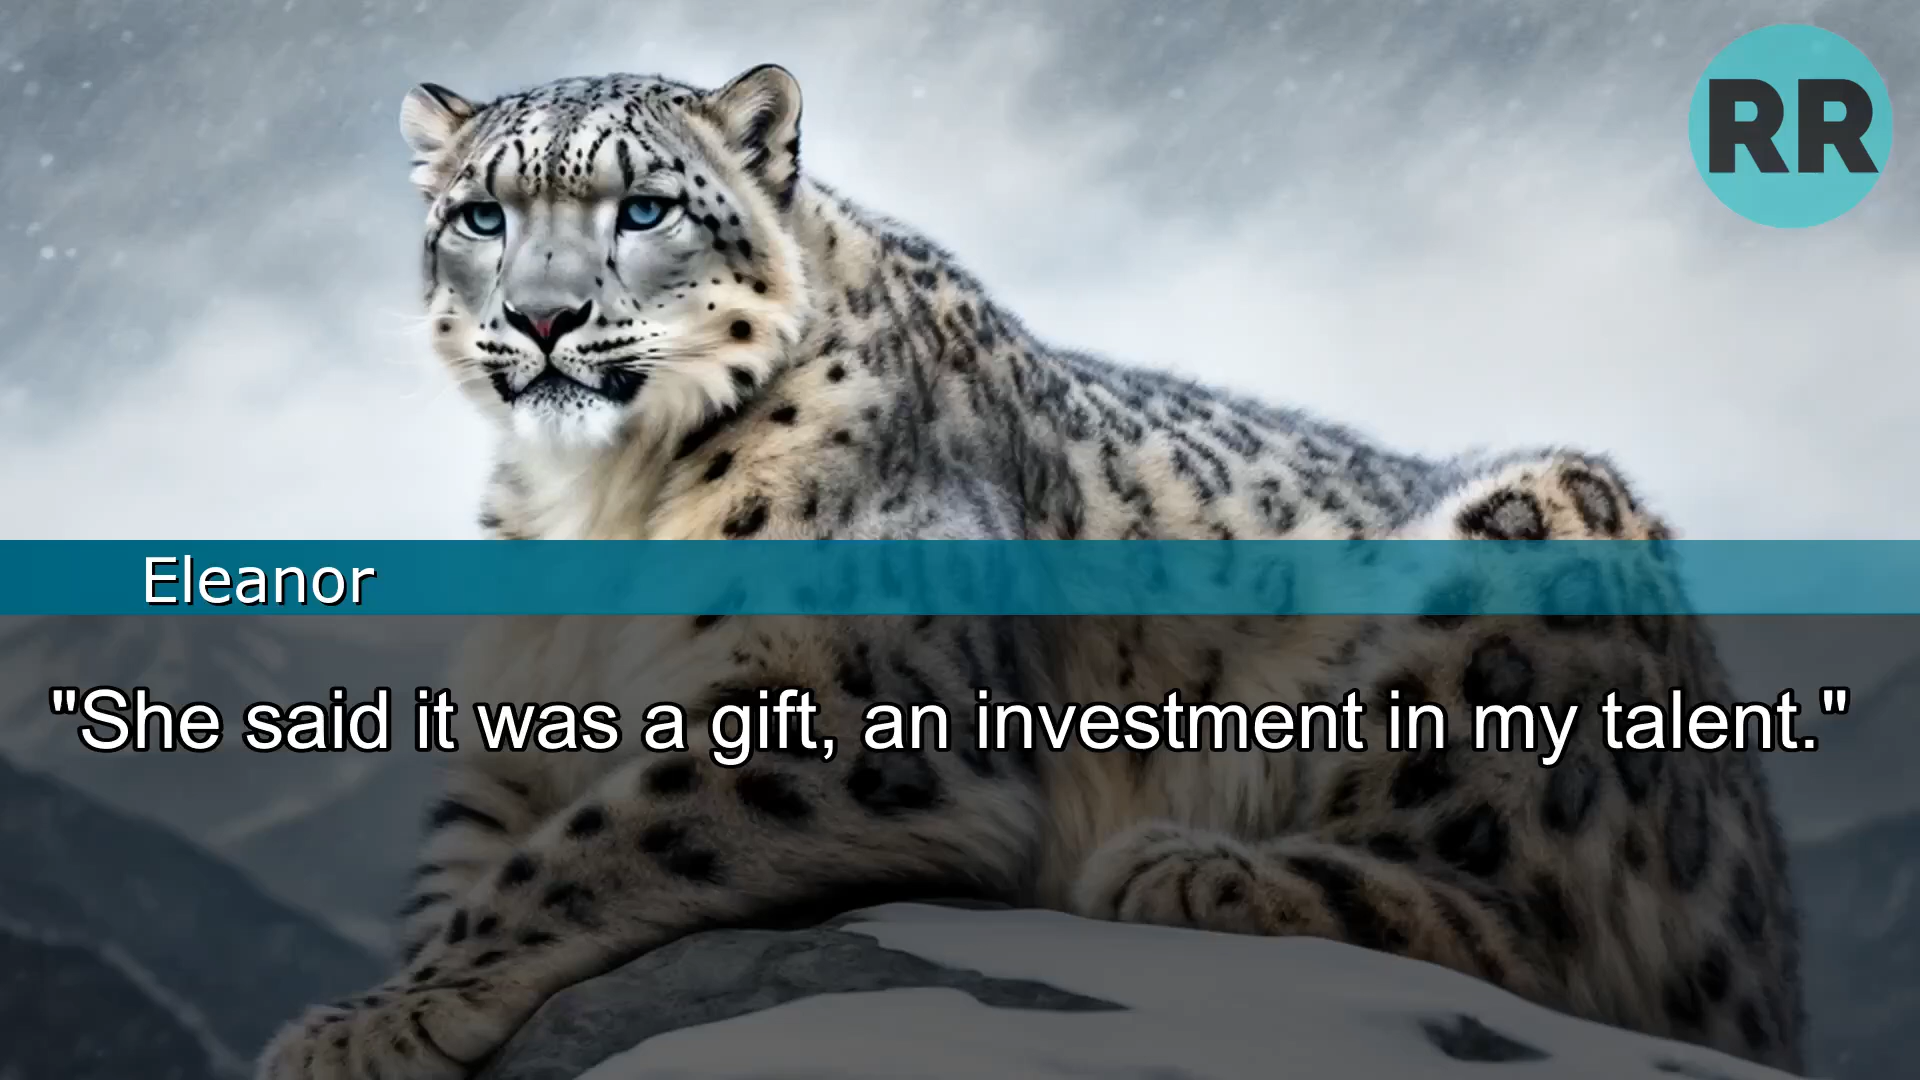 RR
Eleanor
"She said it was a gift, an investment in my talent."